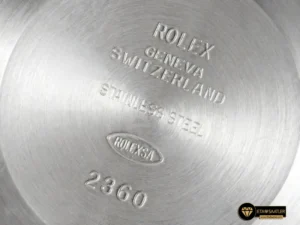 ROLEX
GENEVA
SWITZERLAND
STAINLESS STEEL
ROLEX SA
2360